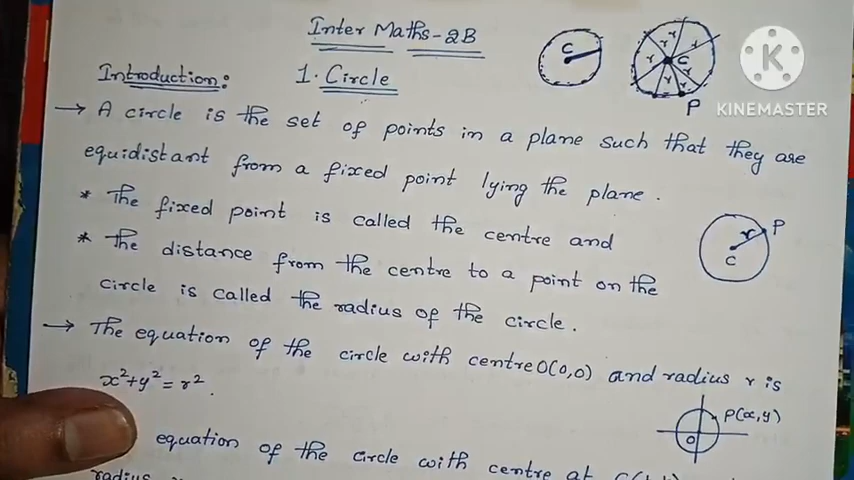 Inter Maths-2B
1. Circle
Introduction:
C
C
r
r
r
r
r
r
P
K
KINEMASTER
→ A circle is the set of points in a plane such that they are
equidistant from a fixed point lying the plane.
* The fixed point is called the centre and
* The distance from the centre to a point on the
circle is called the radius of the circle.
P
r
C
→ The equation of the circle with centre O(0,0) and radius r is
x²+y²=r².
P(x,y)
O
equation of the circle with centre at
radius